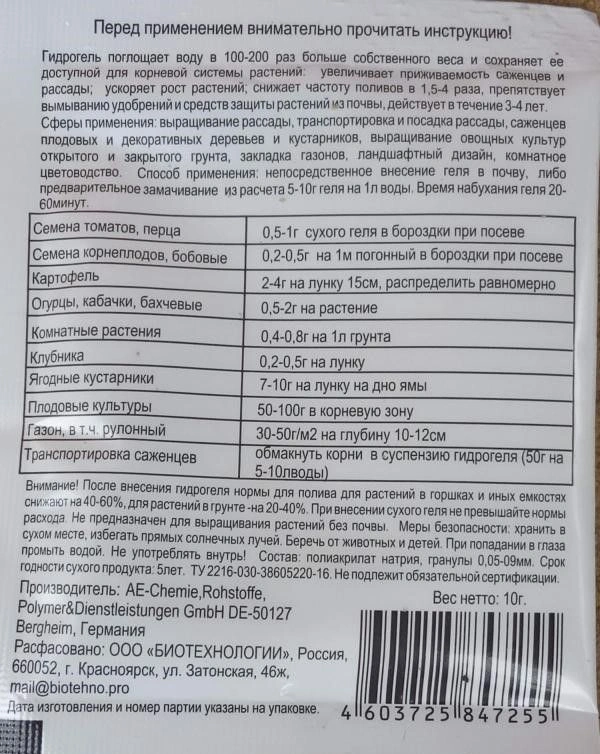 Перед применением внимательно прочитать инструкцию!
Гидрогель поглощает воду в 100-200 раз больше собственного веса и сохраняет ее
доступной для корневой системы растений: увеличивает приживаемость саженцев и
рассады; ускоряет рост растений; снижает частоту поливов в 1,5-4 раза, препятствует
вымыванию удобрений и средств защиты растений из почвы, действует в течение 3-4 лет.
Сферы применения: выращивание рассады, транспортировка и посадка рассады, саженцев
плодовых и декоративных деревьев и кустарников, выращивание овощных культур
открытого и закрытого грунта, закладка газонов, ландшафтный дизайн, комнатное
цветоводство. Способ применения: непосредственное внесение геля в почву, либо
предварительное замачивание из расчета 5-10г геля на 1л воды. Время набухания геля 20-
60минут.
Семена томатов, перца 0,5-1г сухого геля в бороздки при посеве
Семена корнеплодов, бобовые 0,2-0,5г на 1м погонный в бороздки при посеве
Картофель 2-4г на лунку 15см, распределить равномерно
Огурцы, кабачки, бахчевые 0,5-2г на растение
Комнатные растения 0,4-0,8г на 1л грунта
Клубника 0,2-0,5г на лунку
Ягодные кустарники 7-10г на лунку на дно ямы
Плодовые культуры 50-100г в корневую зону
Газон, в т.ч. рулонный 30-50г/м2 на глубину 10-12см
Транспортировка саженцев обмакнуть корни в суспензию гидрогеля (50г на
5-10лводы)
Внимание! После внесения гидрогеля нормы для полива для растений в горшках и иных емкостях
снижают на 40-60%, для растений в грунте -на 20-40%. При внесении сухого геля не превышайте нормы
расхода. Не предназначен для выращивания растений без почвы. Меры безопасности: хранить в
сухом месте, избегать прямых солнечных лучей. Беречь от животных и детей. При попадании в глаза
промыть водой. Не употреблять внутрь! Состав: полиакрилат натрия, гранулы 0,05-09мм. Срок
годности сухого продукта: 5лет. ТУ 2216-030-38605220-16. Не подлежит обязательной сертификации.
Производитель: AE-Chemie,Rohstoffe,
Polymer&Dienstleistungen GmbH DE-50127
Bergheim, Германия
Расфасовано: ООО «БИОТЕХНОЛОГИИ», Россия,
660052, г. Красноярск, ул. Затонская, 46ж,
mail@biotehno.pro
Дата изготовления и номер партии указаны на упаковке.
Вес нетто: 10г.
4 603725 847255